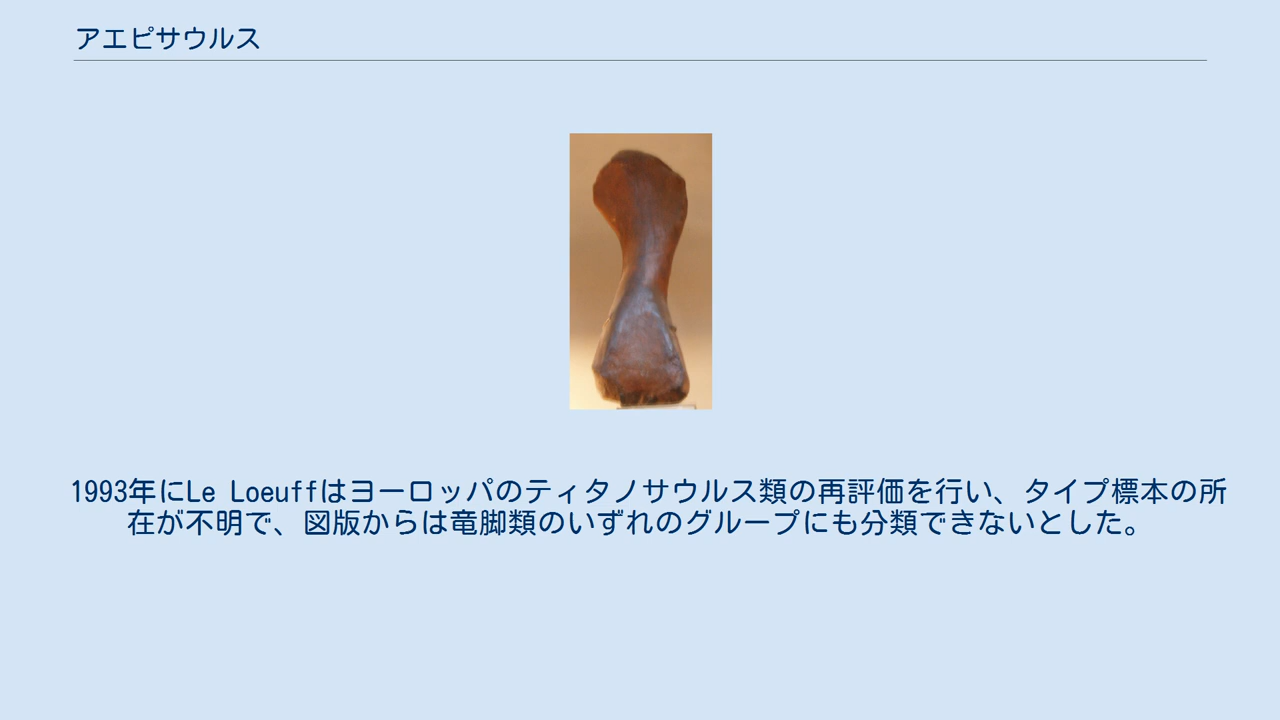 アエピサウルス
1993年にLe Loeuffはヨーロッパのティタノサウルス類の再評価を行い、タイプ標本の所
在が不明で、図版からは竜脚類のいずれのグループにも分類できないとした。